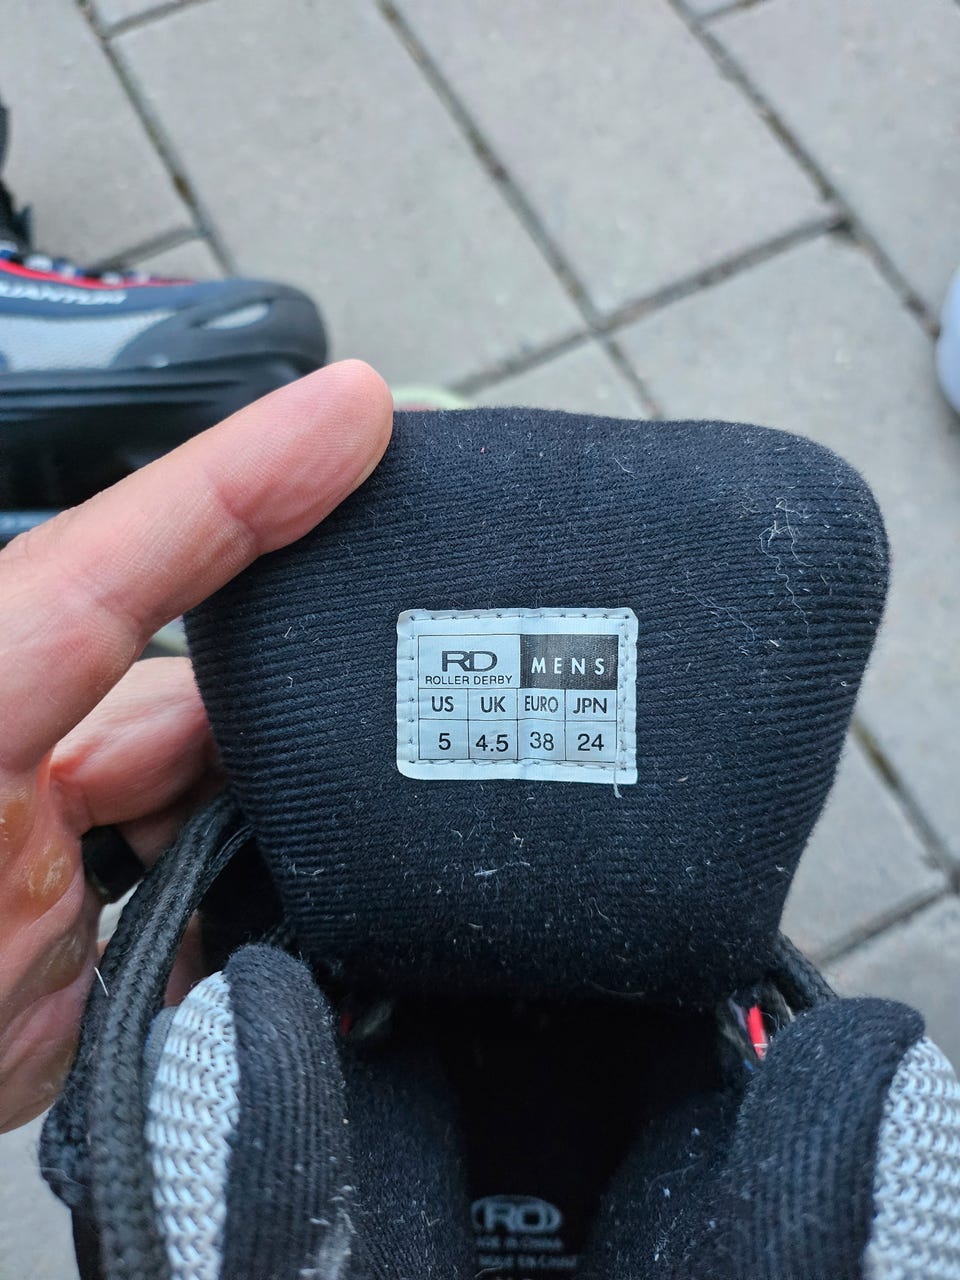 RD
ROLLER DERBY
MENS
US UK EURO JPN
5 4.5 38 24
RD